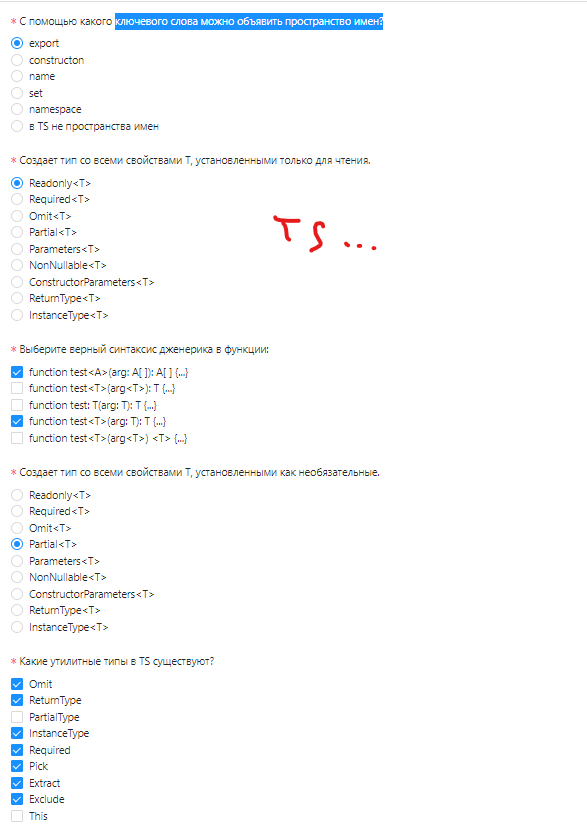 * С помощью какого ключевого слова можно объявить пространство имен?
export
constructon
name
set
namespace
в TS не пространства имен
* Создает тип со всеми свойствами T, установленными только для чтения.
Readonly<T>
Required<T>
Omit<T>
Partial<T>
Parameters<T>
NonNullable<T>
ConstructorParameters<T>
ReturnType<T>
InstanceType<T>
TS...
* Выберите верный синтаксис дженерика в функции:
function test<A>(arg: A[ ]): A[ ] {...}
function test<T>(arg<T>): T {...}
function test: T(arg: T): T {...}
function test<T>(arg: T): T {...}
function test<T>(arg<T>) <T> {...}
* Создает тип со всеми свойствами T, установленными как необязательные.
Readonly<T>
Required<T>
Omit<T>
Partial<T>
Parameters<T>
NonNullable<T>
ConstructorParameters<T>
ReturnType<T>
InstanceType<T>
* Какие утилитные типы в TS существуют?
Omit
ReturnType
PartialType
InstanceType
Required
Pick
Extract
Exclude
This